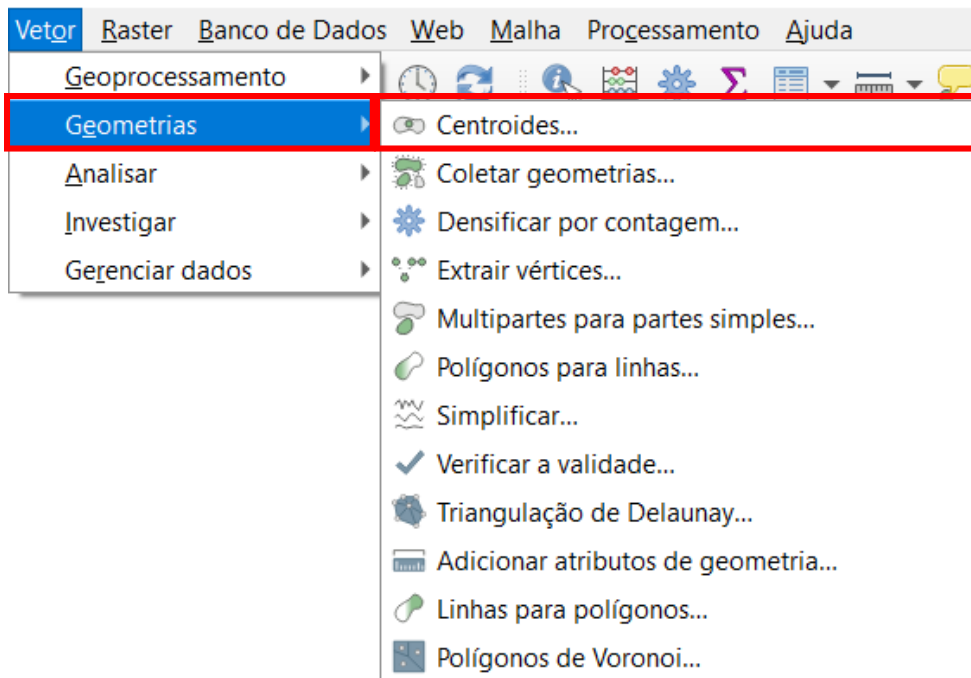 Vetor Raster Banco de Dados Web Malha Processamento Ajuda
Geoprocessamento
Geometrias
Analisar
Investigar
Gerenciar dados
Centroides...
Coletar geometrias...
Densificar por contagem...
Extrair vértices...
Multipartes para partes simples...
Polígonos para linhas...
Simplificar...
Verificar a validade...
Triangulação de Delaunay...
Adicionar atributos de geometria...
Linhas para polígonos...
Polígonos de Voronoi...